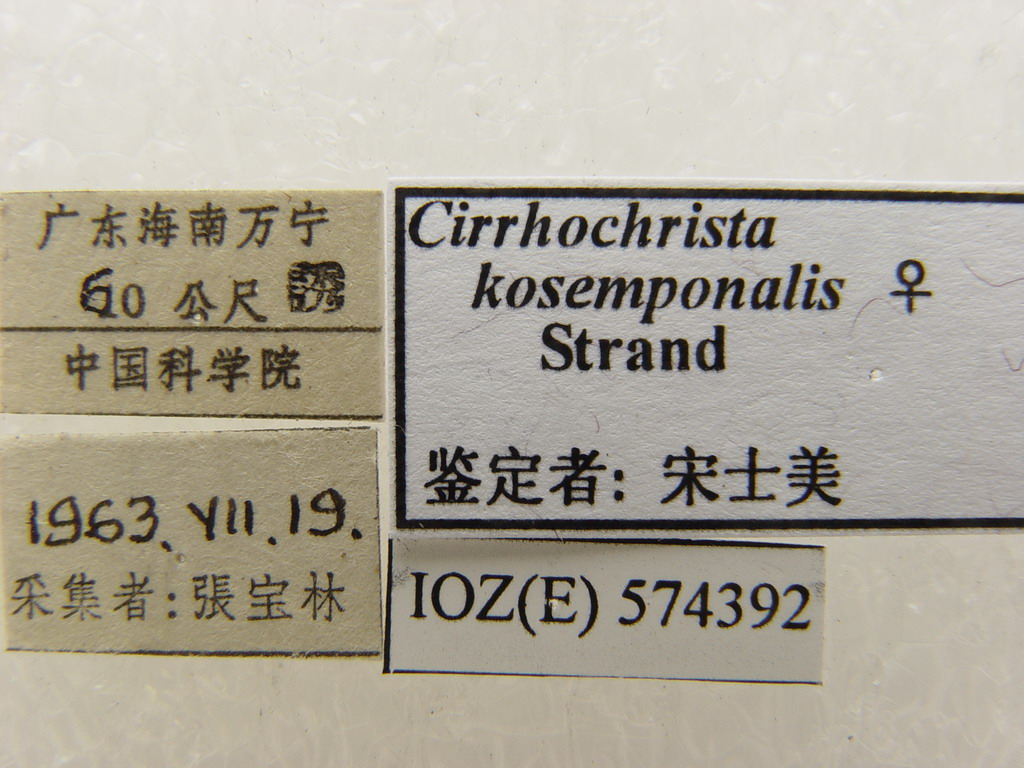 广东海南万宁
60 公尺
中国科学院
1963. VII. 19.
采集者:張宝林
Cirrhochrista
kosemponalis ♀
Strand
鉴定者: 宋士美
IOZ(E) 574392